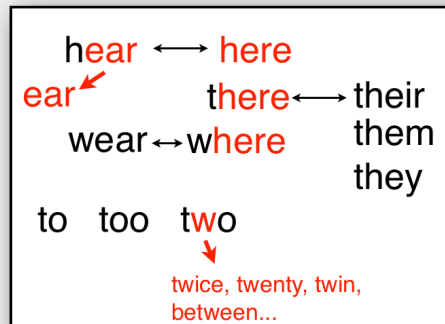 hear ↔ here
ear
there ↔ their
wear ↔ where
them
they
to too two
twice, twenty, twin,
between...